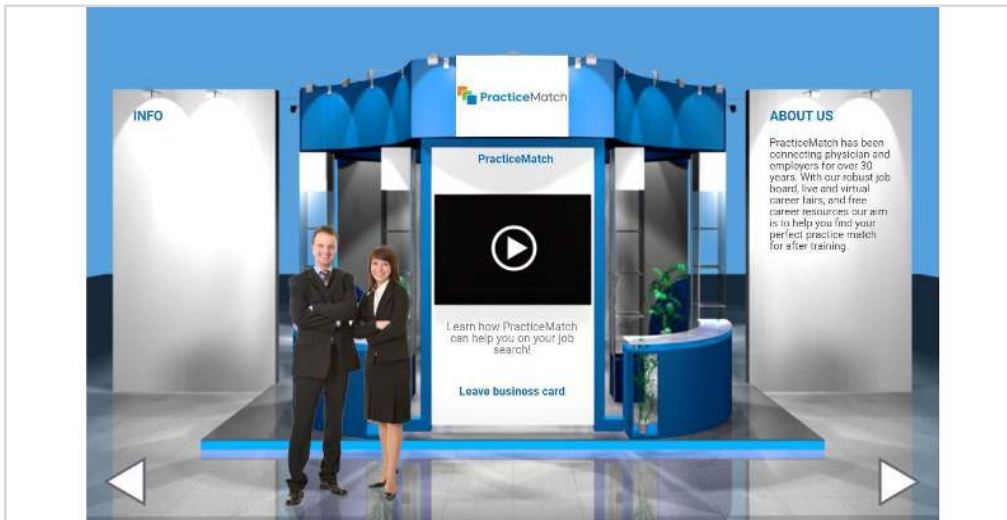 PracticeMatch
INFO
PracticeMatch
Learn how PracticeMatch
can help you on your job
search!
Leave business card
ABOUT US
PracticeMatch has been
connecting physician and
employers for over 30
years. With our robust job
board, live and virtual
career fairs, and free
career resources our aim
is to help you find your
perfect practice match
for after training.